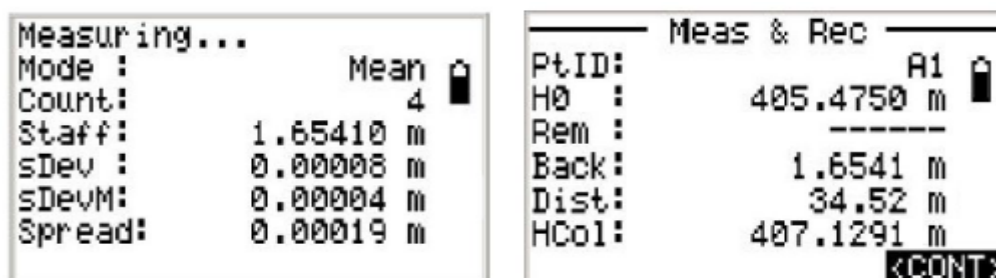 Measuring...
Mode : Mean
Count: 4
Staff: 1.65410 m
sDev : 0.00008 m
sDevM: 0.00004 m
Spread: 0.00019 m
Meas & Rec
PtID: A1
H0 : 405.4750 m
Rem : ------
Back: 1.6541 m
Dist: 34.52 m
HCol: 407.1291 m
<CONT>